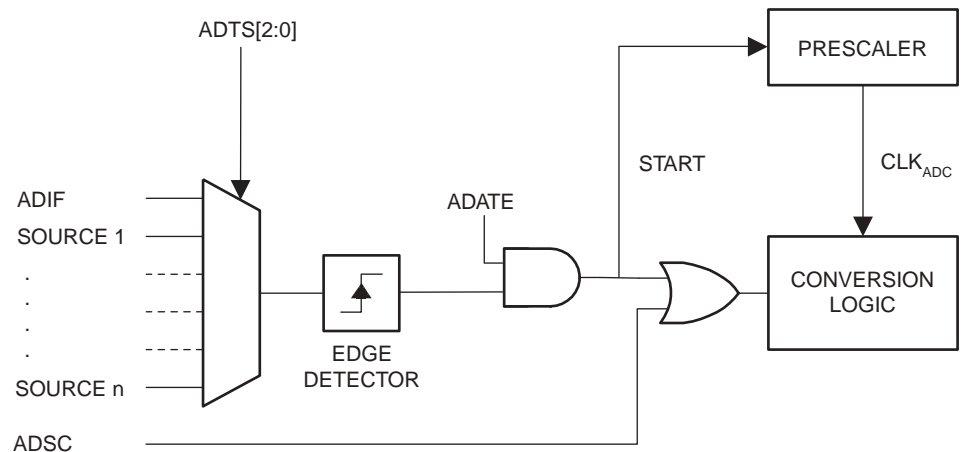 ADTS[2:0]
PRESCALER
START
CLKADC
ADIF
ADATE
SOURCE 1
.
.
.
.
CONVERSION
LOGIC
EDGE
DETECTOR
SOURCE n
ADSC